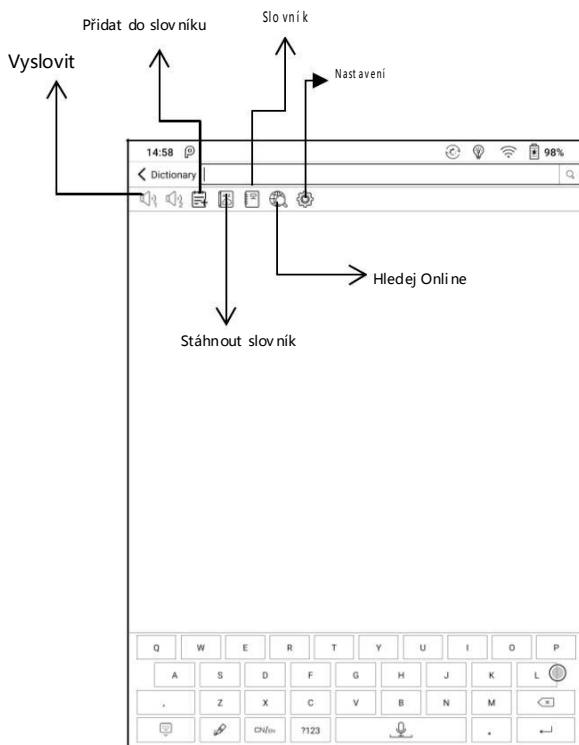 Slovník
Přidat do slovníku
Vyslovit
Nastavení
14:58
98%
Dictionary
Hledej Online
Stáhnout slovník
Q W E R T Y U I O P
A S D F G H J K L
, Z X C V B N M
CN/EN ?123 .